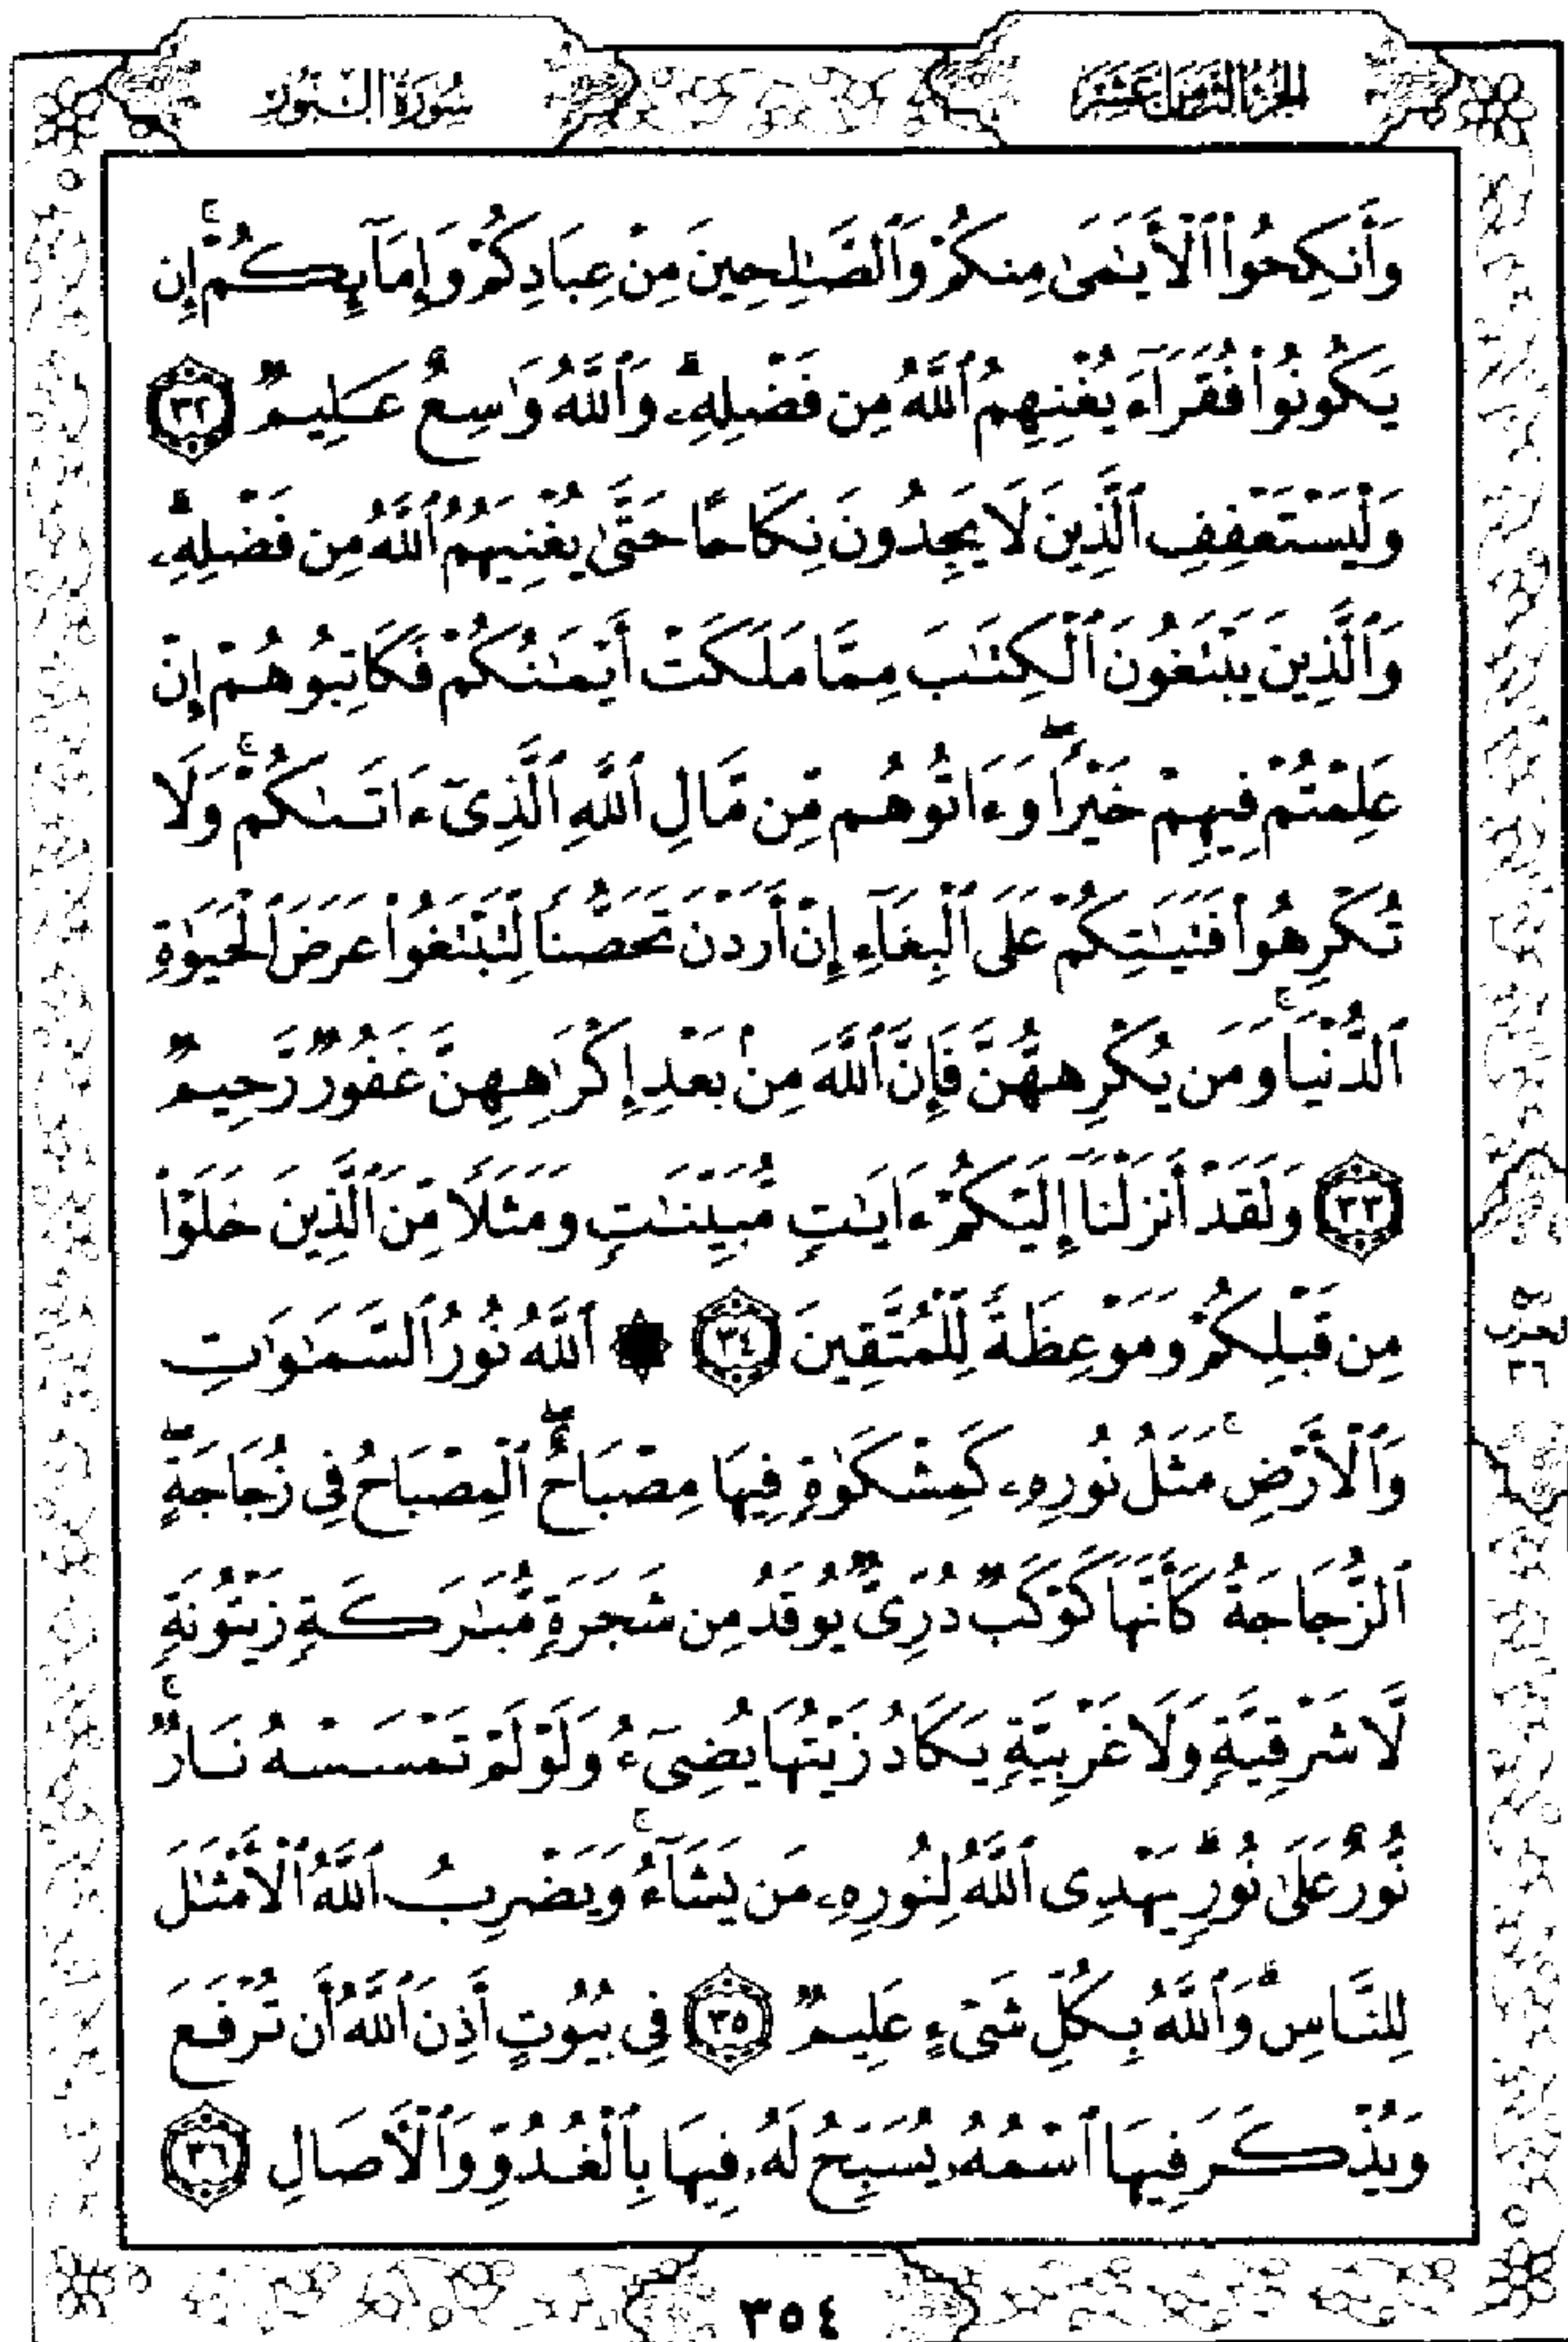 الجزء الثامن عشر
سورة النور
وَأَنكِحُوا۟ ٱلْأَيَـٰمَىٰ مِنكُمْ وَٱلصَّـٰلِحِينَ مِنْ عِبَادِكُمْ وَإِمَآئِكُمْ ۚ إِن
يَكُونُوا۟ فُقَرَآءَ يُغْنِهِمُ ٱللَّهُ مِن فَضْلِهِۦ ۗ وَٱللَّهُ وَٰسِعٌ عَلِيمٌ ٣٢
وَلْيَسْتَعْفِفِ ٱلَّذِينَ لَا يَجِدُونَ نِكَاحًا حَتَّىٰ يُغْنِيَهُمُ ٱللَّهُ مِن فَضْلِهِۦ ۗ
وَٱلَّذِينَ يَبْتَغُونَ ٱلْكِتَـٰبَ مِمَّا مَلَكَتْ أَيْمَـٰنُكُمْ فَكَاتِبُوهُمْ إِنْ
عَلِمْتُمْ فِيهِمْ خَيْرًا ۖ وَءَاتُوهُم مِّن مَّالِ ٱللَّهِ ٱلَّذِىٓ ءَاتَىٰكُمْ ۚ وَلَا
تُكْرِهُوا۟ فَتَيَـٰتِكُمْ عَلَى ٱلْبِغَآءِ إِنْ أَرَدْنَ تَحَصُّنًا لِّتَبْتَغُوا۟ عَرَضَ ٱلْحَيَوٰةِ
ٱلدُّنْيَا ۚ وَمَن يُكْرِههُّنَّ فَإِنَّ ٱللَّهَ مِنۢ بَعْدِ إِكْرَٰهِهِنَّ غَفُورٌ رَّحِيمٌ
٣٣ وَلَقَدْ أَنزَلْنَآ إِلَيْكُمْ ءَايَـٰتٍ مُّبَيِّنَـٰتٍ وَمَثَلًا مِّنَ ٱلَّذِينَ خَلَوْا۟
مِن قَبْلِكُمْ وَمَوْعِظَةً لِّلْمُتَّقِينَ ٣٤ ۞ ٱللَّهُ نُورُ ٱلسَّمَـٰوَٰتِ
وَٱلْأَرْضِ ۚ مَثَلُ نُورِهِۦ كَمِشْكَوٰةٍ فِيهَا مِصْبَاحٌ ۖ ٱلْمِصْبَاحُ فِى زُجَاجَةٍ ۖ
ٱلزُّجَاجَةُ كَأَنَّهَا كَوْكَبٌ دُرِّىٌّ يُوقَدُ مِن شَجَرَةٍ مُّبَـٰرَكَةٍ زَيْتُونَةٍ
لَّا شَرْقِيَّةٍ وَلَا غَرْبِيَّةٍ يَكَادُ زَيْتُهَا يُضِىٓءُ وَلَوْ لَمْ تَمْسَسْهُ نَارٌ ۚ
نُّورٌ عَلَىٰ نُورٍ ۗ يَهْدِى ٱللَّهُ لِنُورِهِۦ مَن يَشَآءُ ۚ وَيَضْرِبُ ٱللَّهُ ٱلْأَمْثَـٰلَ
لِلنَّاسِ ۗ وَٱللَّهُ بِكُلِّ شَىْءٍ عَلِيمٌ ٣٥ فِى بُيُوتٍ أَذِنَ ٱللَّهُ أَن تُرْفَعَ
وَيُذْكَرَ فِيهَا ٱسْمُهُۥ يُسَبِّحُ لَهُۥ فِيهَا بِٱلْغُدُوِّ وَٱلْـَٔاصَالِ ٣٦
٣٥٤